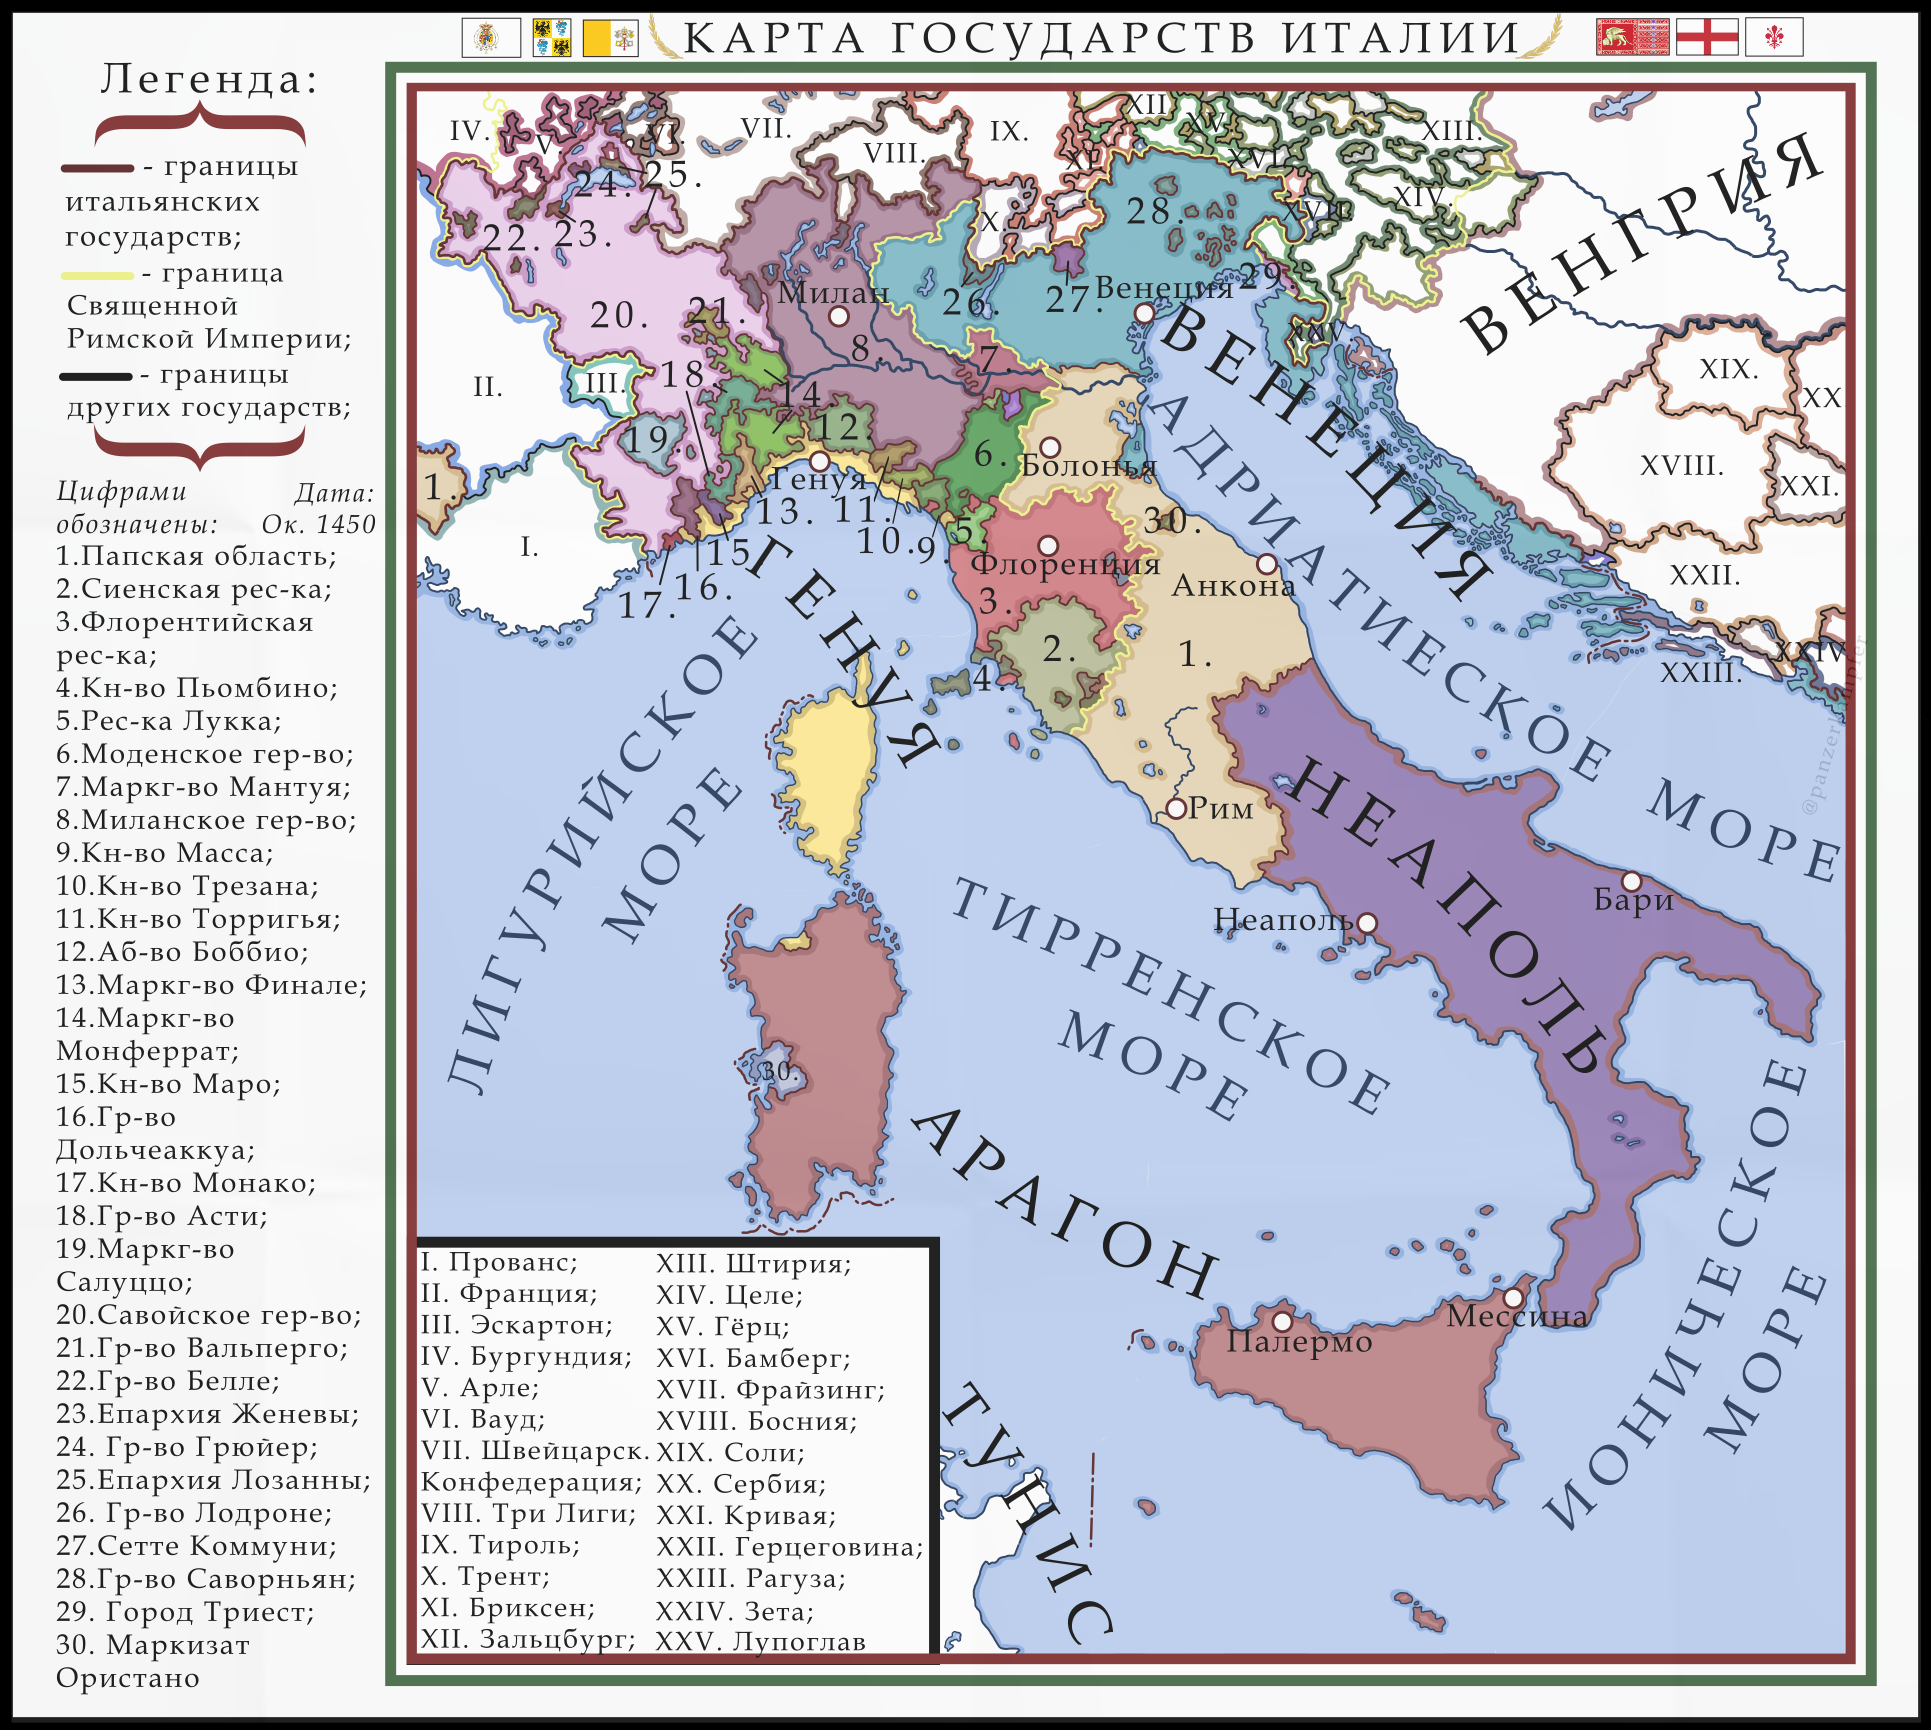 КАРТА ГОСУДАРСТВ ИТАЛИИ
Легенда:
- границы
итальянских
государств;
- граница
Священной
Римской Империи;
- границы
других государств;
Цифрами Дата:
обозначены: Ок. 1450
1.Папская область;
2.Сиенская рес-ка;
3.Флорентийская
рес-ка;
4.Кн-во Пьомбино;
5.Рес-ка Лукка;
6.Моденское гер-во;
7.Маркг-во Мантуя;
8.Миланское гер-во;
9.Кн-во Масса;
10.Кн-во Трезана;
11.Кн-во Торригья;
12.Аб-во Боббио;
13.Маркг-во Финале;
14.Маркг-во
Монферрат;
15.Кн-во Маро;
16.Гр-во
Дольчеаккуа;
17.Кн-во Монако;
18.Гр-во Асти;
19.Маркг-во
Салуццо;
20.Савойское гер-во;
21.Гр-во Вальперго;
22.Гр-во Белле;
23.Епархия Женевы;
24. Гр-во Грюйер;
25.Епархия Лозанны;
26. Гр-во Лодроне;
27.Сетте Коммуни;
28.Гр-во Саворньян;
29. Город Триест;
30. Маркизат
Ористано
IV.
V.
VI.
VII.
VIII.
IX.
XII
XV.
XIII.
XI
XVI.
XIV.
XVII.
X.
25.
24.
22.
23.
28.
ВЕНГРИЯ
29.
27.
26.
Венеция
Милан
20.
21.
8.
7.
XXV.
ВЕНЕЦИЯ
XIX.
XX
II.
III.
18.
14.
12.
19.
6.
Болонья
XVIII.
XXI.
1.
Генуя
13.
11.
10.
9.
5.
30.
АДРИАТИЕСКОЕ МОРЕ
I.
15
16.
17.
ГЕНУЯ
Флоренция
Анкона
XXII.
3.
2.
1.
4.
XXIII.
XXIV
@panzerkampfer
ЛИГУРИЙСКОЕ
МОРЕ
Рим
НЕАПОЛЬ
Бари
Неаполь
ТИРРЕНСКОЕ
МОРЕ
30.
АРАГОН
ИОНИЧЕСКОЕ
МОРЕ
Мессина
Палермо
ТУНИС
I. Прованс;
II. Франция;
III. Эскартон;
IV. Бургундия;
V. Арле;
VI. Вауд;
VII. Швейцарск.
Конфедерация;
VIII. Три Лиги;
IX. Тироль;
X. Трент;
XI. Бриксен;
XII. Зальцбург;
XIII. Штирия;
XIV. Целе;
XV. Гёрц;
XVI. Бамберг;
XVII. Фрайзинг;
XVIII. Босния;
XIX. Соли;
XX. Сербия;
XXI. Кривая;
XXII. Герцеговина;
XXIII. Рагуза;
XXIV. Зета;
XXV. Лупоглав